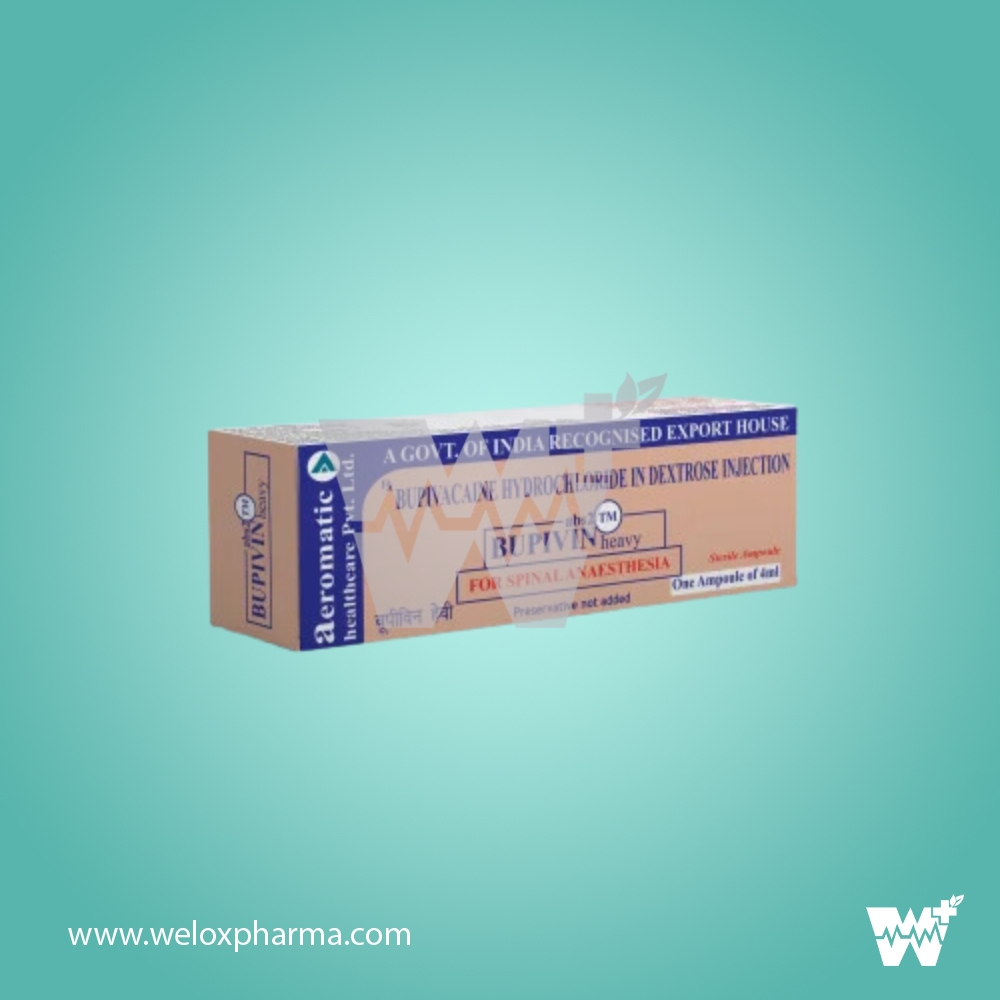 A GOVT. OF INDIA RECOGNISED EXPORT HOUSE
BUPIVACAINE HYDROCHLORIDE IN DEXTROSE INJECTION
TM
BUPIVIN heavy
FOR SPINAL ANAESTHESIA
Sterile Ampoule
One Ampoule of 4ml
Preservative not added
बूपीविन हेवी
aeromatic
healthcare Pvt. Ltd.
TM
BUPIVIN heavy
www.weloxpharma.com
W+